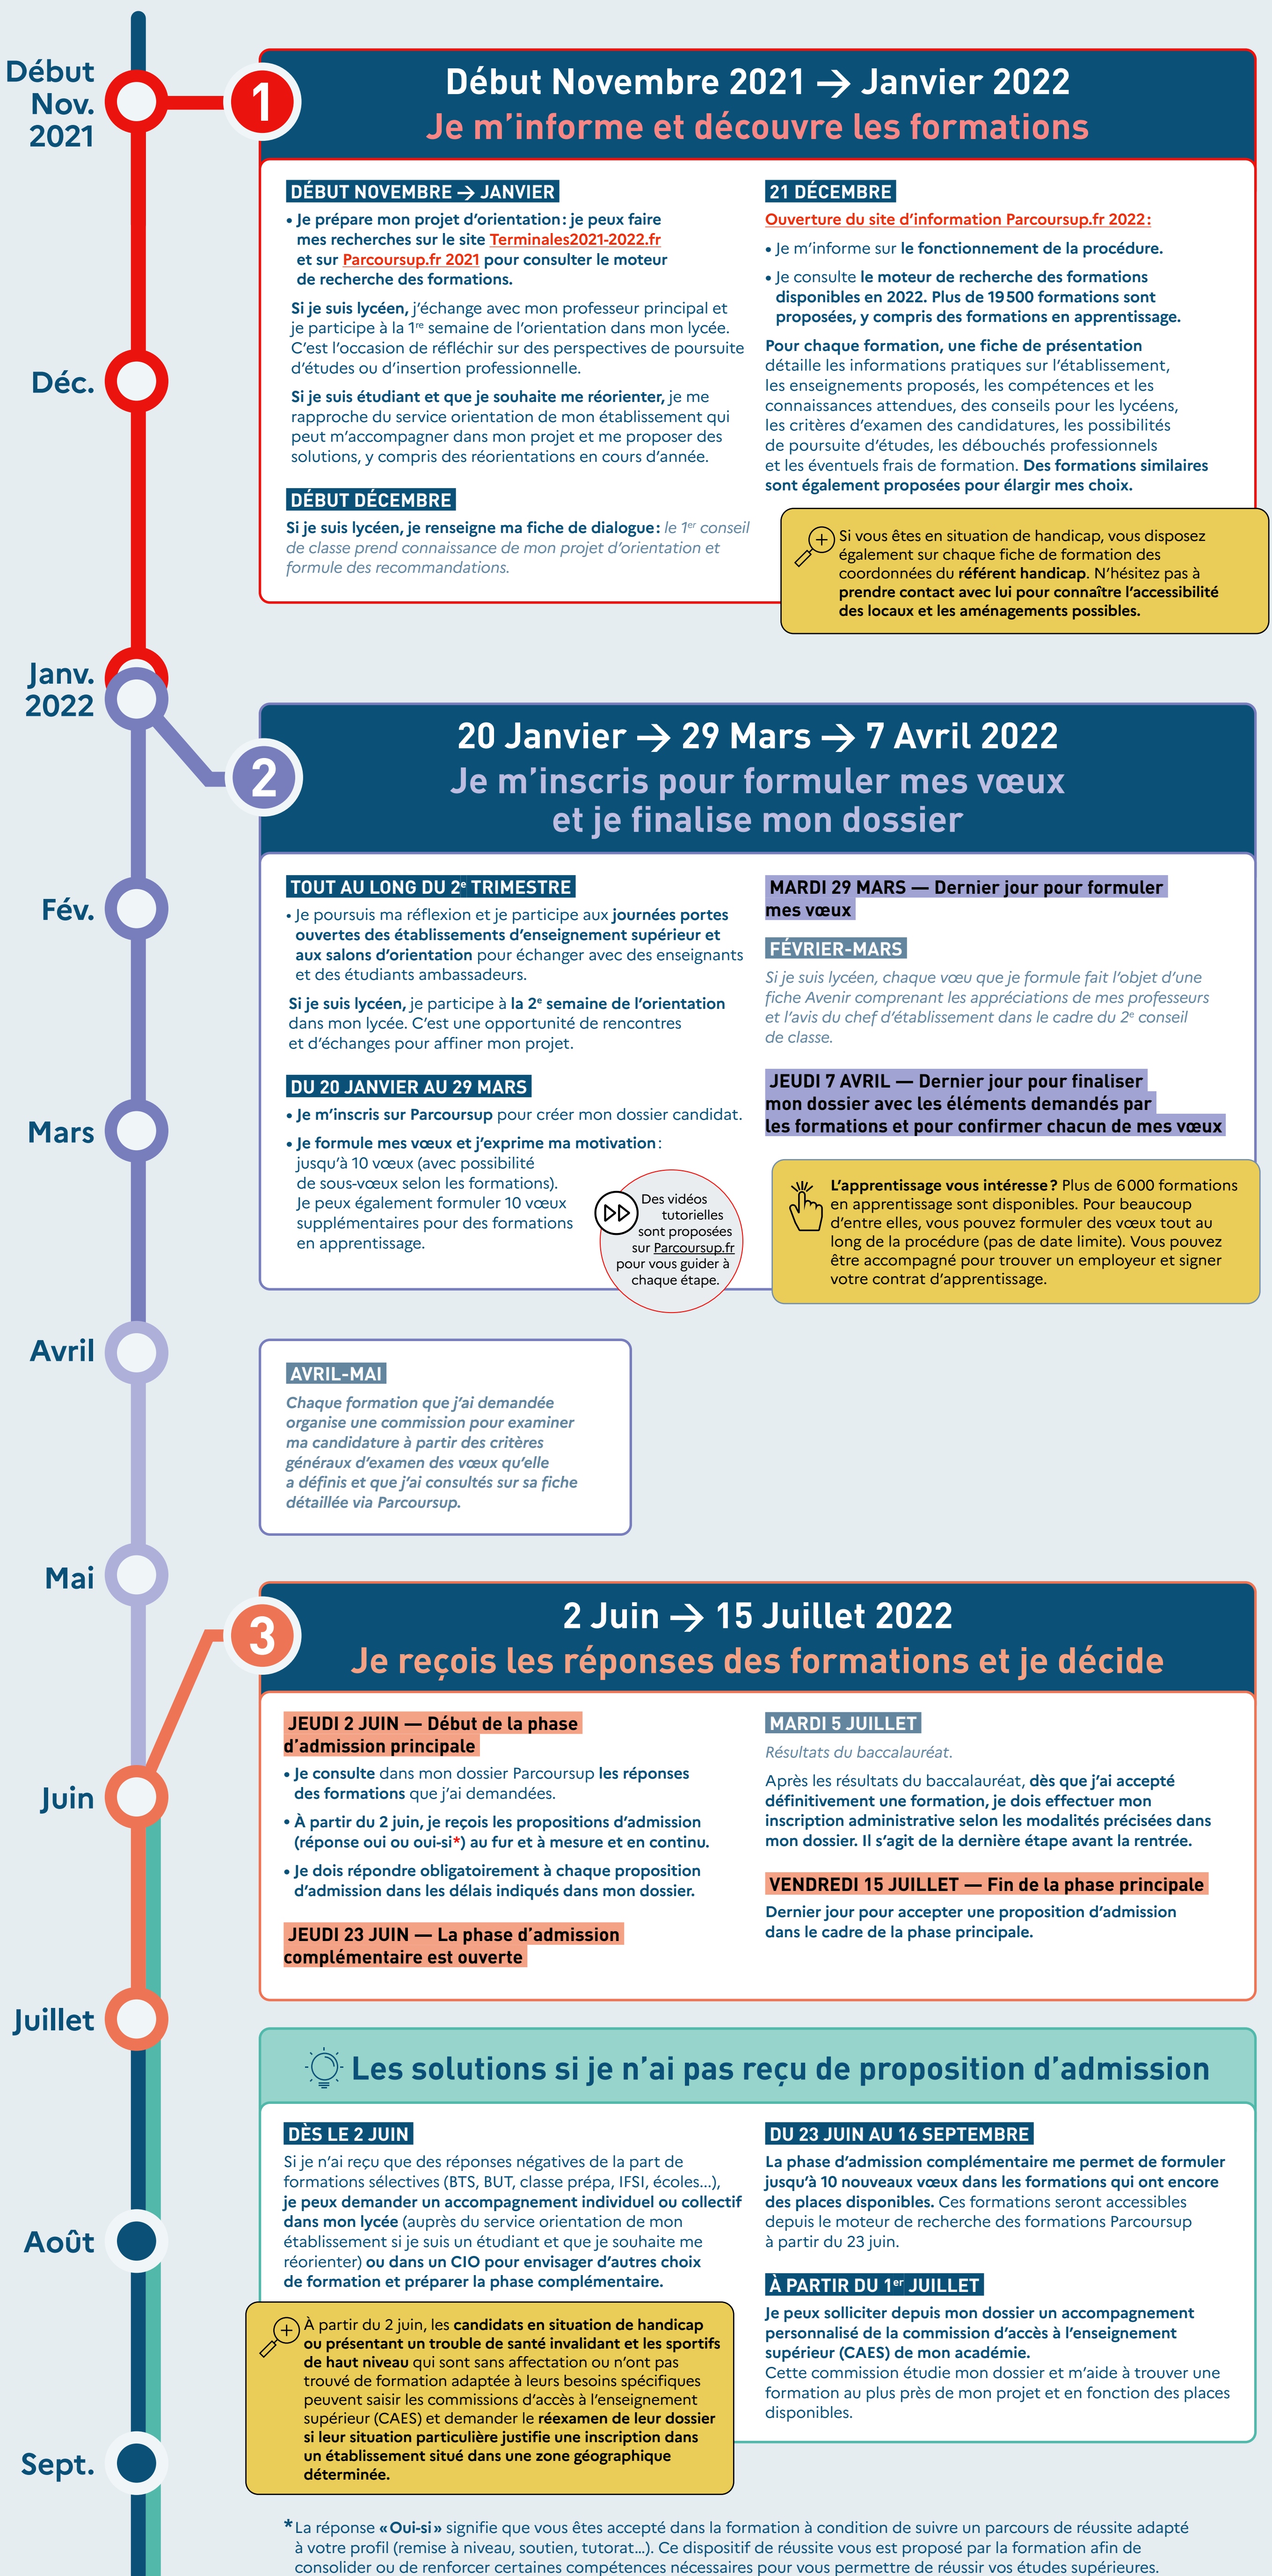 Début
Nov.
2021
Déc.
Janv.
2022
Fév.
Mars
Avril
Mai
Juin
Juillet
Août
Sept.
1
Début Novembre 2021 → Janvier 2022
Je m’informe et découvre les formations
DÉBUT NOVEMBRE → JANVIER
• Je prépare mon projet d’orientation : je peux faire
mes recherches sur le site Terminales2021-2022.fr
et sur Parcoursup.fr 2021 pour consulter le moteur
de recherche des formations.
Si je suis lycéen, j’échange avec mon professeur principal et
je participe à la 1re semaine de l’orientation dans mon lycée.
C’est l’occasion de réfléchir sur des perspectives de poursuite
d’études ou d’insertion professionnelle.
Si je suis étudiant et que je souhaite me réorienter, je me
rapproche du service orientation de mon établissement qui
peut m’accompagner dans mon projet et me proposer des
solutions, y compris des réorientations en cours d’année.
DÉBUT DÉCEMBRE
Si je suis lycéen, je renseigne ma fiche de dialogue : le 1er conseil
de classe prend connaissance de mon projet d’orientation et
formule des recommandations.
21 DÉCEMBRE
Ouverture du site d’information Parcoursup.fr 2022 :
• Je m’informe sur le fonctionnement de la procédure.
• Je consulte le moteur de recherche des formations
disponibles en 2022. Plus de 19 500 formations sont
proposées, y compris des formations en apprentissage.
Pour chaque formation, une fiche de présentation
détaille les informations pratiques sur l’établissement,
les enseignements proposés, les compétences et les
connaissances attendues, des conseils pour les lycéens,
les critères d’examen des candidatures, les possibilités
de poursuite d’études, les débouchés professionnels
et les éventuels frais de formation. Des formations similaires
sont également proposées pour élargir mes choix.
Si vous êtes en situation de handicap, vous disposez
également sur chaque fiche de formation des
coordonnées du référent handicap. N’hésitez pas à
prendre contact avec lui pour connaître l’accessibilité
des locaux et les aménagements possibles.
2
20 Janvier → 29 Mars → 7 Avril 2022
Je m’inscris pour formuler mes vœux
et je finalise mon dossier
TOUT AU LONG DU 2e TRIMESTRE
• Je poursuis ma réflexion et je participe aux journées portes
ouvertes des établissements d’enseignement supérieur et
aux salons d’orientation pour échanger avec des enseignants
et des étudiants ambassadeurs.
Si je suis lycéen, je participe à la 2e semaine de l’orientation
dans mon lycée. C’est une opportunité de rencontres
et d’échanges pour affiner mon projet.
DU 20 JANVIER AU 29 MARS
• Je m’inscris sur Parcoursup pour créer mon dossier candidat.
• Je formule mes vœux et j’exprime ma motivation :
jusqu’à 10 vœux (avec possibilité
de sous-vœux selon les formations).
Je peux également formuler 10 vœux
supplémentaires pour des formations
en apprentissage.
Des vidéos
tutorielles
sont proposées
sur Parcoursup.fr
pour vous guider à
chaque étape.
MARDI 29 MARS — Dernier jour pour formuler
mes vœux
FÉVRIER-MARS
Si je suis lycéen, chaque vœu que je formule fait l’objet d’une
fiche Avenir comprenant les appréciations de mes professeurs
et l’avis du chef d’établissement dans le cadre du 2e conseil
de classe.
JEUDI 7 AVRIL — Dernier jour pour finaliser
mon dossier avec les éléments demandés par
les formations et pour confirmer chacun de mes vœux
L’apprentissage vous intéresse ? Plus de 6 000 formations
en apprentissage sont disponibles. Pour beaucoup
d’entre elles, vous pouvez formuler des vœux tout au
long de la procédure (pas de date limite). Vous pouvez
être accompagné pour trouver un employeur et signer
votre contrat d’apprentissage.
AVRIL-MAI
Chaque formation que j’ai demandée
organise une commission pour examiner
ma candidature à partir des critères
généraux d’examen des vœux qu’elle
a définis et que j’ai consultés sur sa fiche
détaillée via Parcoursup.
3
2 Juin → 15 Juillet 2022
Je reçois les réponses des formations et je décide
JEUDI 2 JUIN — Début de la phase
d’admission principale
• Je consulte dans mon dossier Parcoursup les réponses
des formations que j’ai demandées.
• À partir du 2 juin, je reçois les propositions d’admission
(réponse oui ou oui-si*) au fur et à mesure et en continu.
• Je dois répondre obligatoirement à chaque proposition
d’admission dans les délais indiqués dans mon dossier.
JEUDI 23 JUIN — La phase d’admission
complémentaire est ouverte
MARDI 5 JUILLET
Résultats du baccalauréat.
Après les résultats du baccalauréat, dès que j’ai accepté
définitivement une formation, je dois effectuer mon
inscription administrative selon les modalités précisées dans
mon dossier. Il s’agit de la dernière étape avant la rentrée.
VENDREDI 15 JUILLET — Fin de la phase principale
Dernier jour pour accepter une proposition d’admission
dans le cadre de la phase principale.
Les solutions si je n’ai pas reçu de proposition d’admission
DÈS LE 2 JUIN
Si je n’ai reçu que des réponses négatives de la part de
formations sélectives (BTS, BUT, classe prépa, IFSI, écoles...),
je peux demander un accompagnement individuel ou collectif
dans mon lycée (auprès du service orientation de mon
établissement si je suis un étudiant et que je souhaite me
réorienter) ou dans un CIO pour envisager d’autres choix
de formation et préparer la phase complémentaire.
À partir du 2 juin, les candidats en situation de handicap
ou présentant un trouble de santé invalidant et les sportifs
de haut niveau qui sont sans affectation ou n’ont pas
trouvé de formation adaptée à leurs besoins spécifiques
peuvent saisir les commissions d’accès à l’enseignement
supérieur (CAES) et demander le réexamen de leur dossier
si leur situation particulière justifie une inscription dans
un établissement situé dans une zone géographique
déterminée.
DU 23 JUIN AU 16 SEPTEMBRE
La phase d’admission complémentaire me permet de formuler
jusqu’à 10 nouveaux vœux dans les formations qui ont encore
des places disponibles. Ces formations seront accessibles
depuis le moteur de recherche des formations Parcoursup
à partir du 23 juin.
À PARTIR DU 1er JUILLET
Je peux solliciter depuis mon dossier un accompagnement
personnalisé de la commission d’accès à l’enseignement
supérieur (CAES) de mon académie.
Cette commission étudie mon dossier et m’aide à trouver une
formation au plus près de mon projet et en fonction des places
disponibles.
* La réponse « Oui-si » signifie que vous êtes accepté dans la formation à condition de suivre un parcours de réussite adapté
à votre profil (remise à niveau, soutien, tutorat…). Ce dispositif de réussite vous est proposé par la formation afin de
consolider ou de renforcer certaines compétences nécessaires pour vous permettre de réussir vos études supérieures.